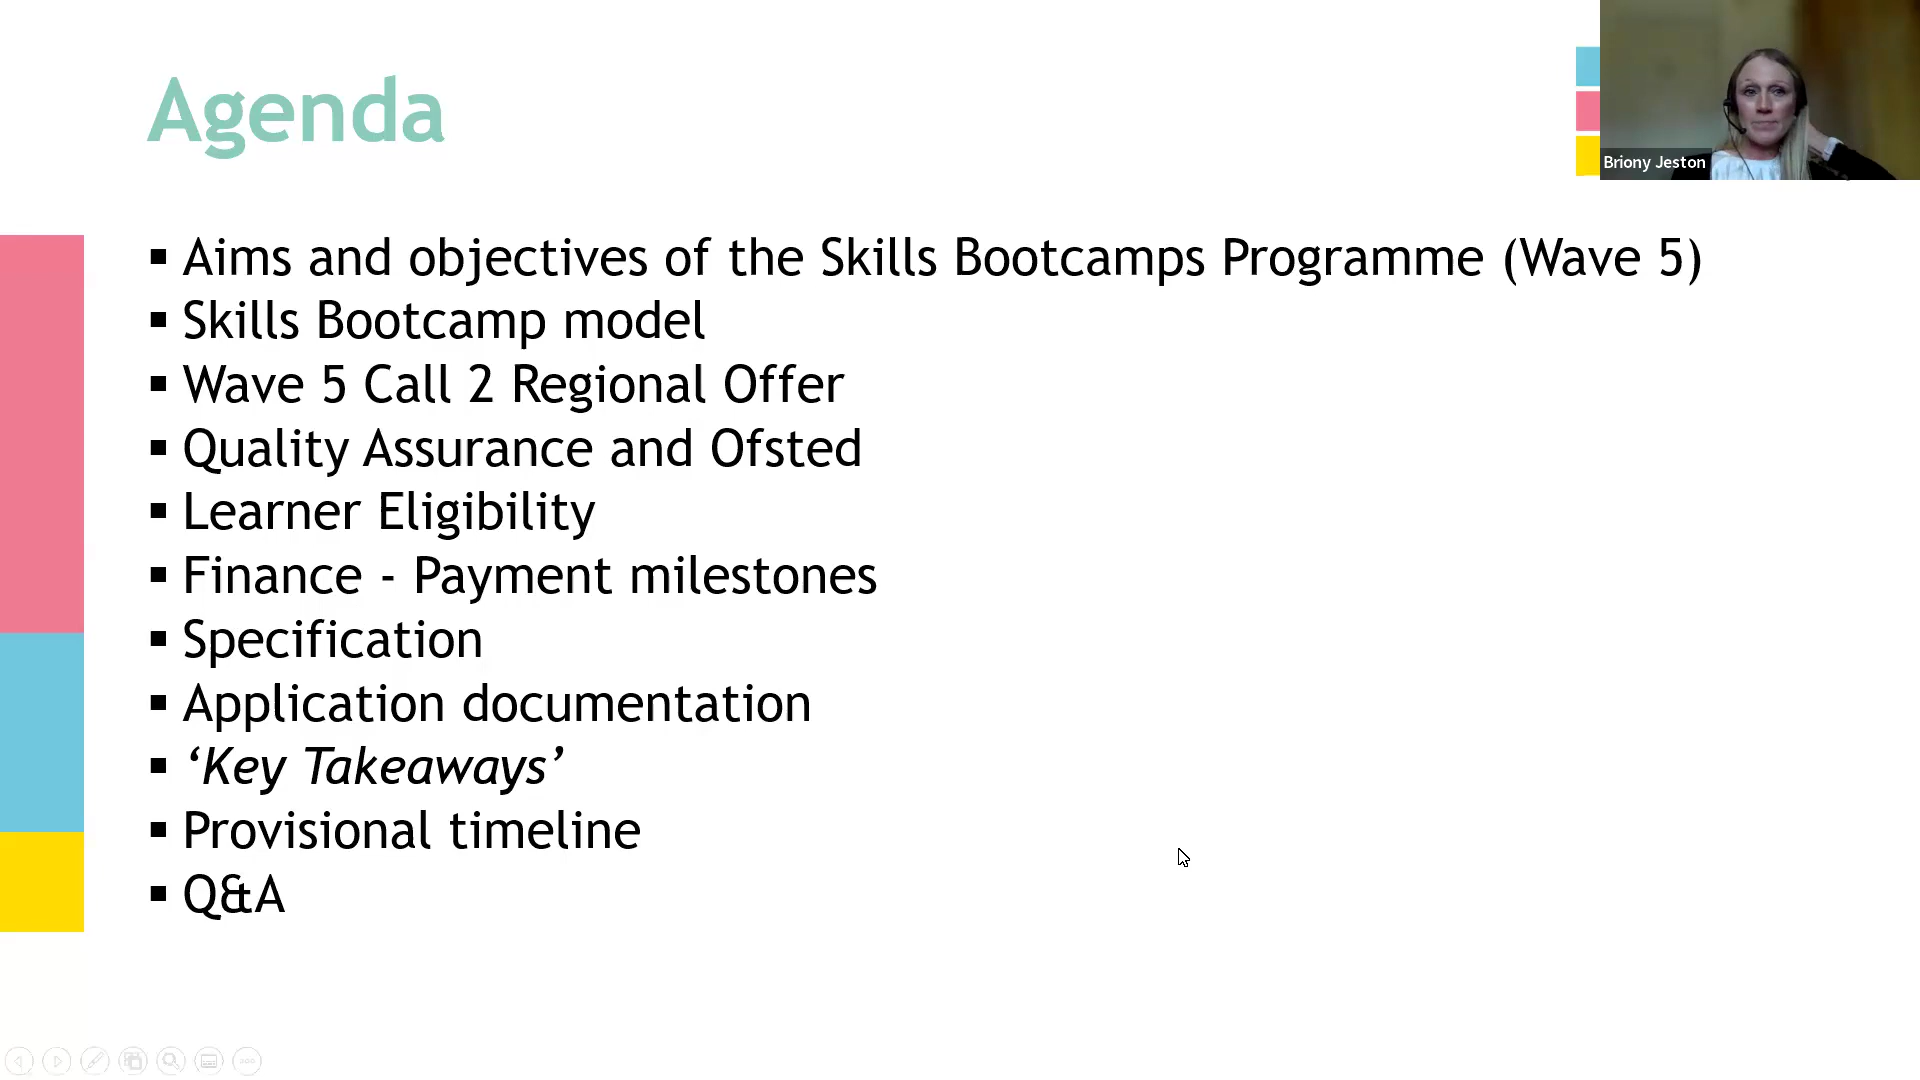 Agenda
Briony Jeston
▪ Aims and objectives of the Skills Bootcamps Programme (Wave 5)
▪ Skills Bootcamp model
▪ Wave 5 Call 2 Regional Offer
▪ Quality Assurance and Ofsted
▪ Learner Eligibility
▪ Finance - Payment milestones
▪ Specification
▪ Application documentation
▪ ‘Key Takeaways’
▪ Provisional timeline
▪ Q&A